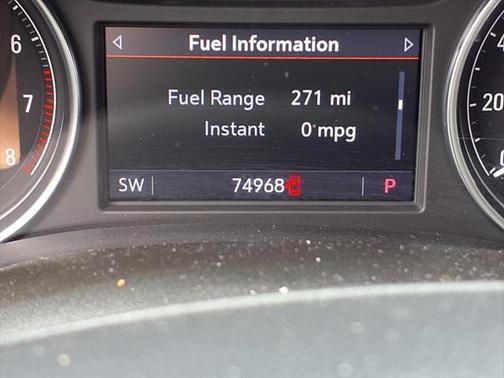 Fuel Information
Fuel Range 271 mi
Instant 0 mpg
SW 74968 P
6
7
8
20